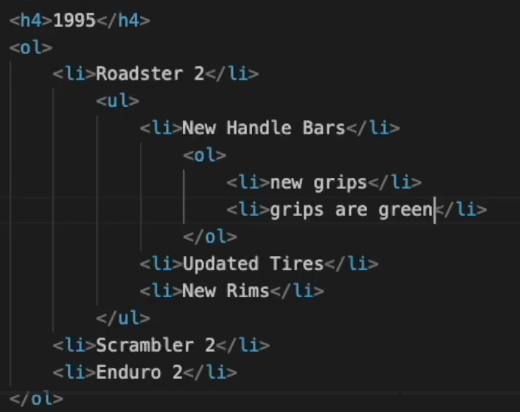 <h4>1995</h4>
<ol>
    <li>Roadster 2</li>
        <ul>
            <li>New Handle Bars</li>
                <ol>
                    <li>new grips</li>
                    <li>grips are green</li>
                </ol>
            <li>Updated Tires</li>
            <li>New Rims</li>
        </ul>
    <li>Scrambler 2</li>
    <li>Enduro 2</li>
</ol>